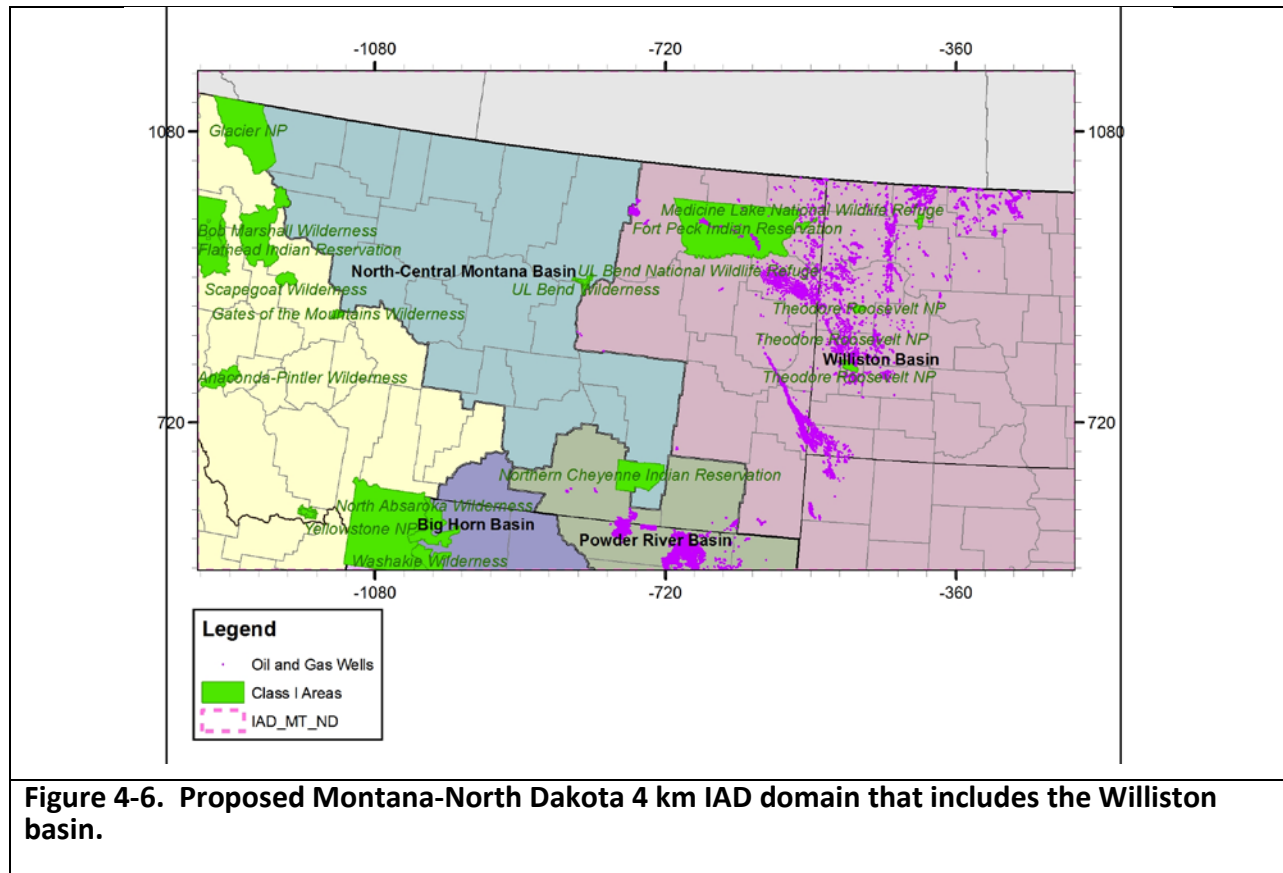 -1080 -720 -360
1080 1080
Glacier NP
Medicine Lake National Wildlife Refuge
Bob Marshall Wilderness
Fort Peck Indian Reservation
Flathead Indian Reservation
North-Central Montana Basin
UL Bend National Wildlife Refuge
Scapegoat Wilderness
UL Bend Wilderness
Theodore Roosevelt NP
Gates of the Mountains Wilderness
Theodore Roosevelt NP
Williston Basin
Anaconda-Pintler Wilderness
Theodore Roosevelt NP
720 720
Northern Cheyenne Indian Reservation
North Absaroka Wilderness
Yellowstone NP
Big Horn Basin
Powder River Basin
Washakie Wilderness
-1080 -720 -360
Legend
Oil and Gas Wells
Class I Areas
IAD_MT_ND
Figure 4-6. Proposed Montana-North Dakota 4 km IAD domain that includes the Williston
basin.